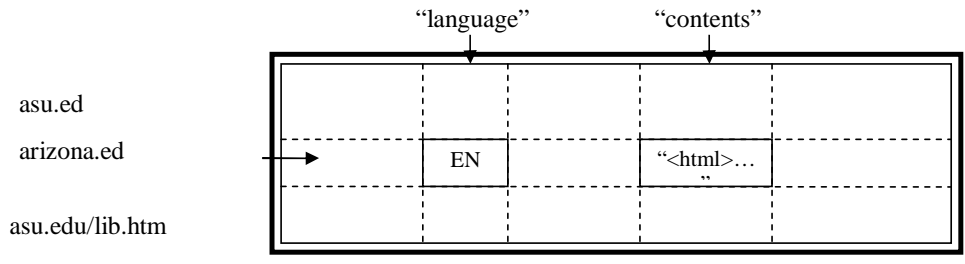 “language” “contents”
asu.ed
arizona.ed
EN “<html>…
”
asu.edu/lib.htm